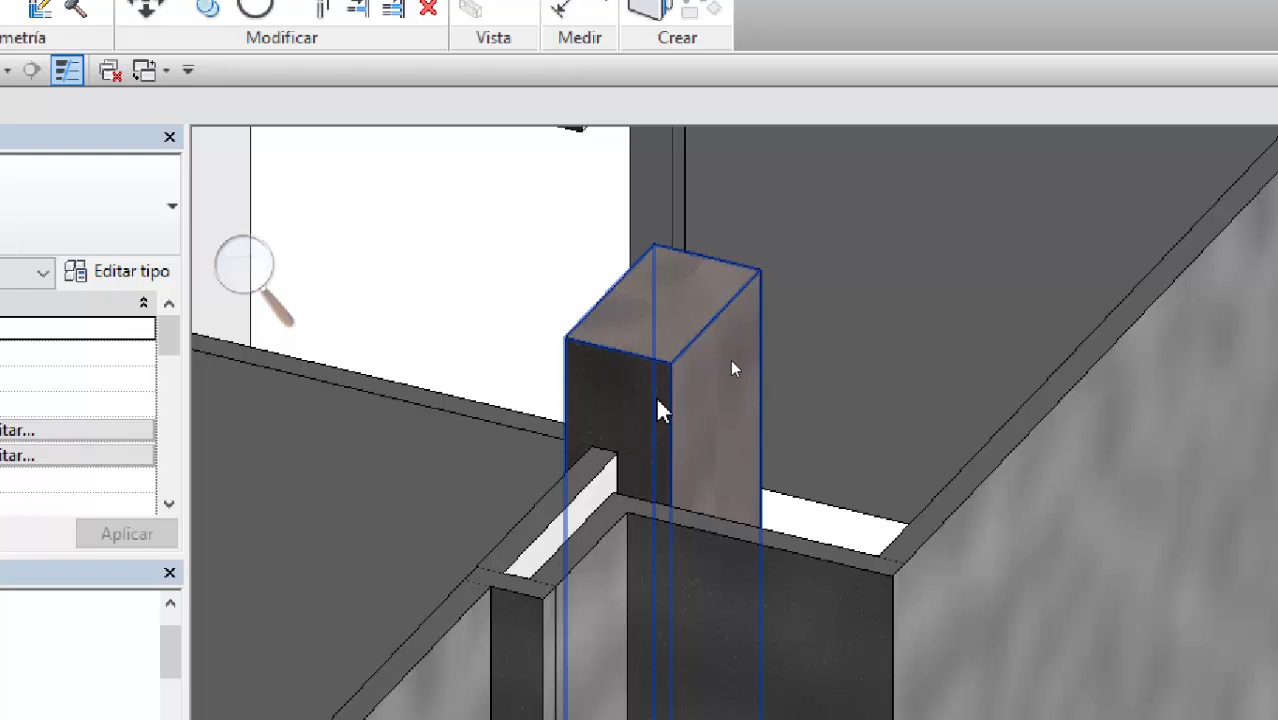 metría
Modificar
Vista
Medir
Crear
Editar tipo
itar...
itar...
Aplicar